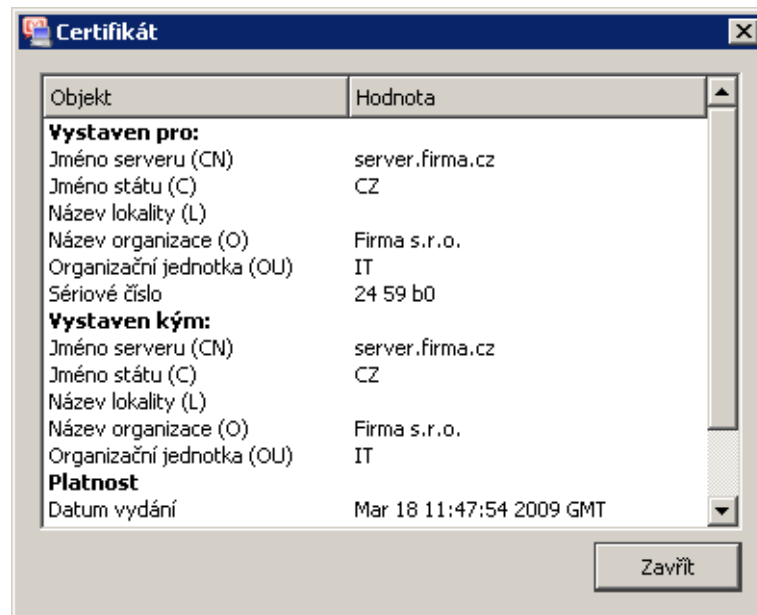 Certifikát
Objekt Hodnota
Vystaven pro:
Jméno serveru (CN) server.firma.cz
Jméno státu (C) CZ
Název lokality (L)
Název organizace (O) Firma s.r.o.
Organizační jednotka (OU) IT
Sériové číslo 24 59 b0
Vystaven kým:
Jméno serveru (CN) server.firma.cz
Jméno státu (C) CZ
Název lokality (L)
Název organizace (O) Firma s.r.o.
Organizační jednotka (OU) IT
Platnost
Datum vydání Mar 18 11:47:54 2009 GMT
Zavřít